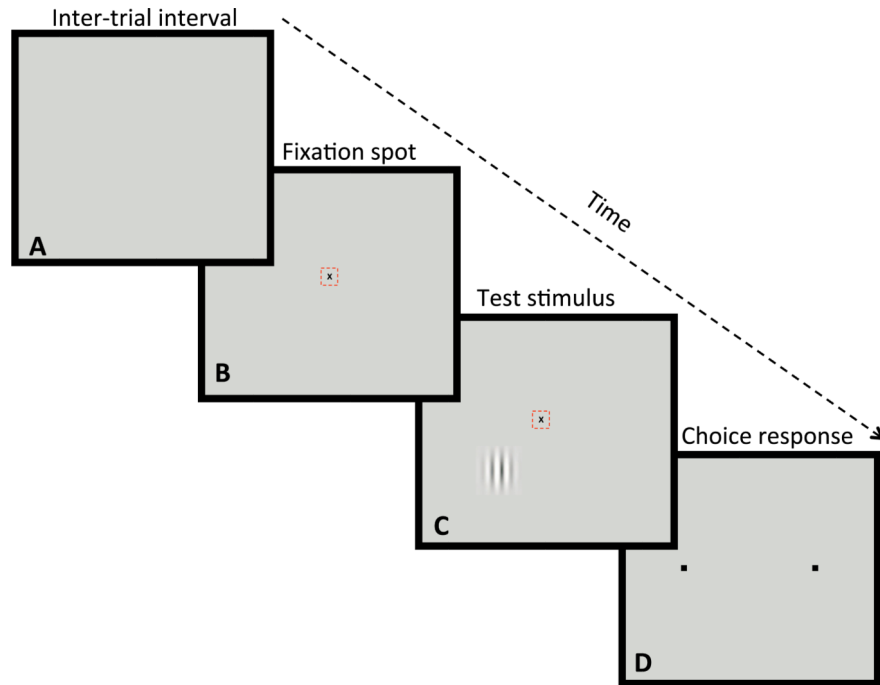 Inter-trial interval
A
Fixation spot
x
B
Time
Test stimulus
x
C
Choice response
D